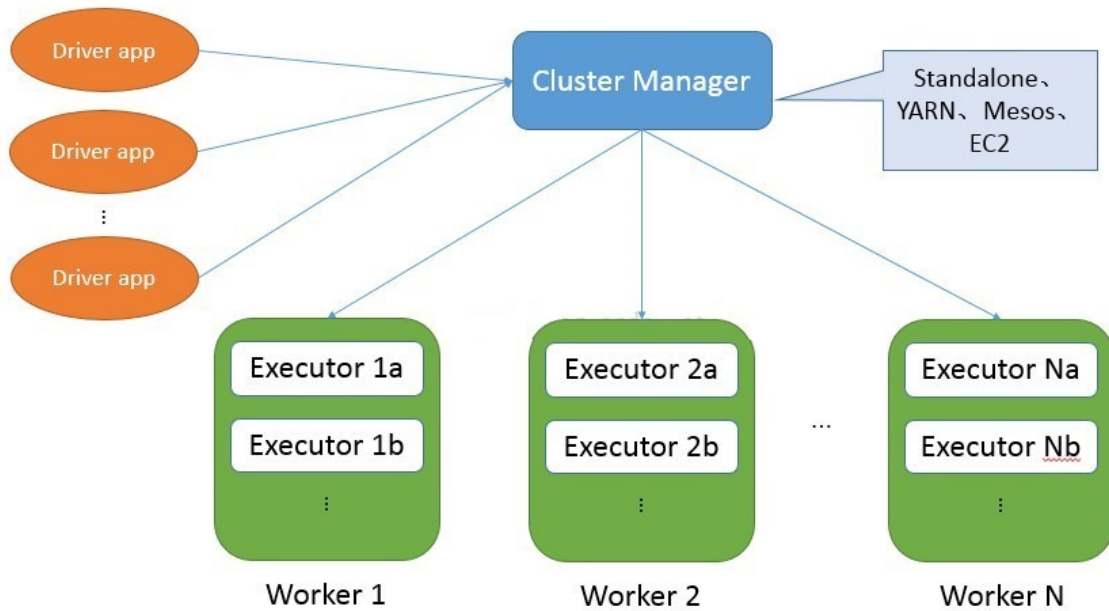 Driver app
Cluster Manager
Standalone、
YARN、Mesos、
EC2
Driver app
⋮
Driver app
Executor 1a
Executor 2a
Executor Na
Executor 1b
Executor 2b
...
Executor Nb
⋮
⋮
⋮
Worker 1
Worker 2
Worker N